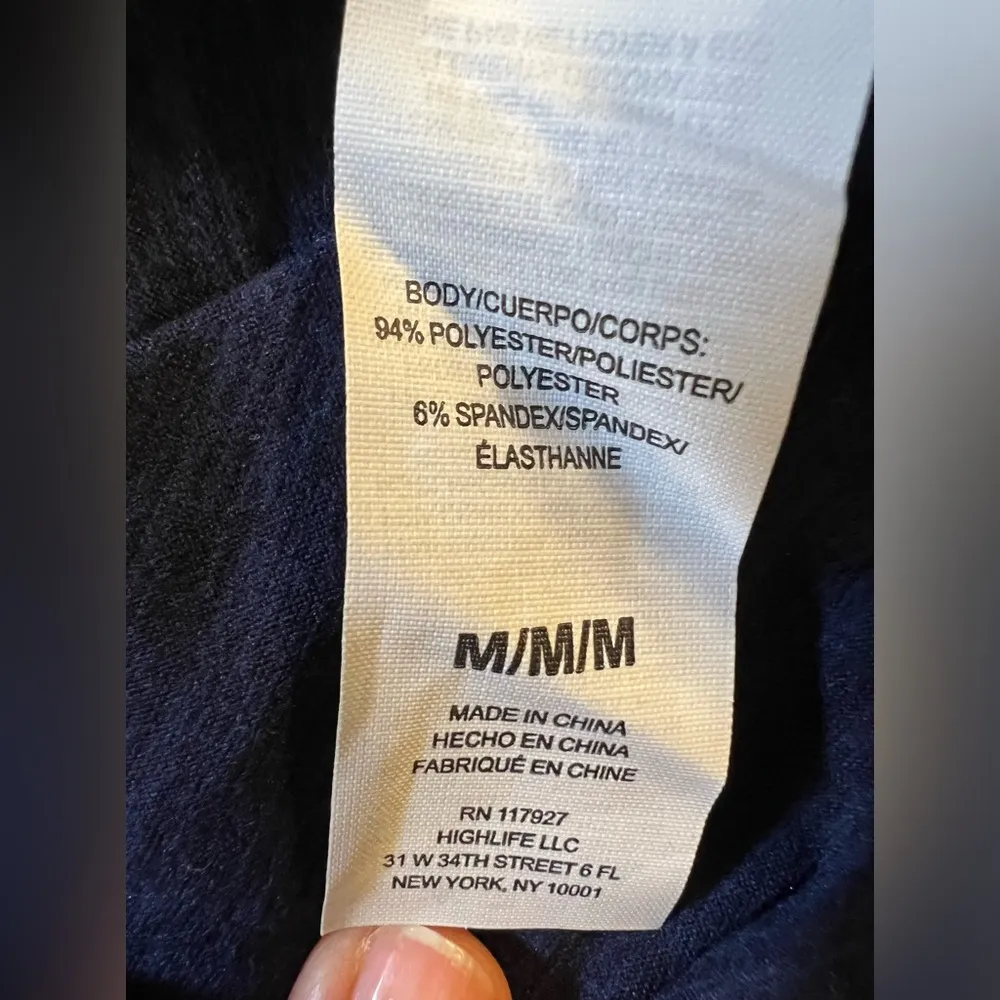 BODY/CUERPO/CORPS:
94% POLYESTER/POLIESTER/
POLYESTER
6% SPANDEX/SPANDEX/
ÉLASTHANNE
M/M/M
MADE IN CHINA
HECHO EN CHINA
FABRIQUÉ EN CHINE
RN 117927
HIGHLIFE LLC
31 W 34TH STREET 6 FL
NEW YORK, NY 10001